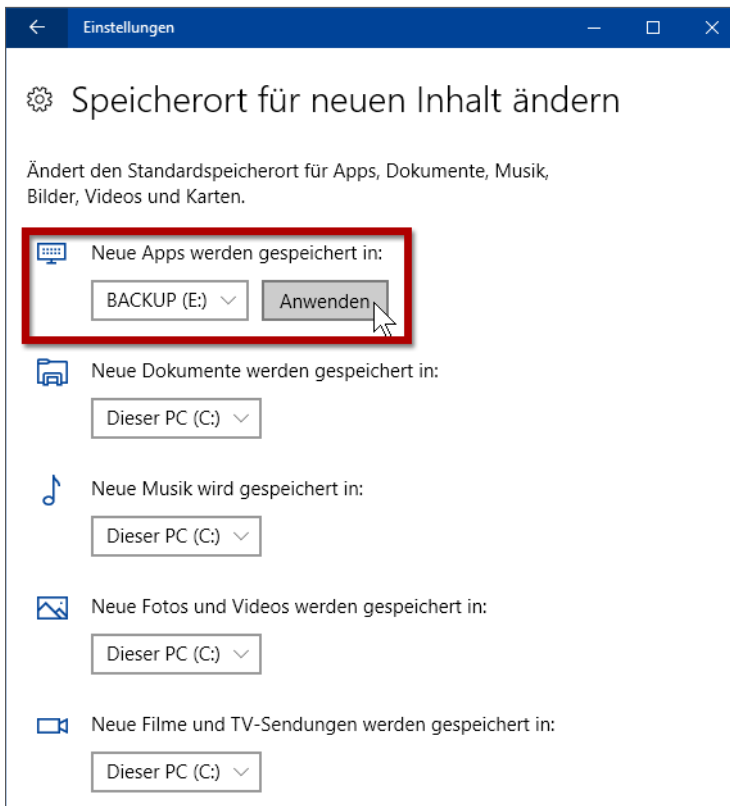 Einstellungen
Speicherort für neuen Inhalt ändern
Ändert den Standardspeicherort für Apps, Dokumente, Musik,
Bilder, Videos und Karten.
Neue Apps werden gespeichert in:
BACKUP (E:) Anwenden
Neue Dokumente werden gespeichert in:
Dieser PC (C:)
Neue Musik wird gespeichert in:
Dieser PC (C:)
Neue Fotos und Videos werden gespeichert in:
Dieser PC (C:)
Neue Filme und TV-Sendungen werden gespeichert in:
Dieser PC (C:)